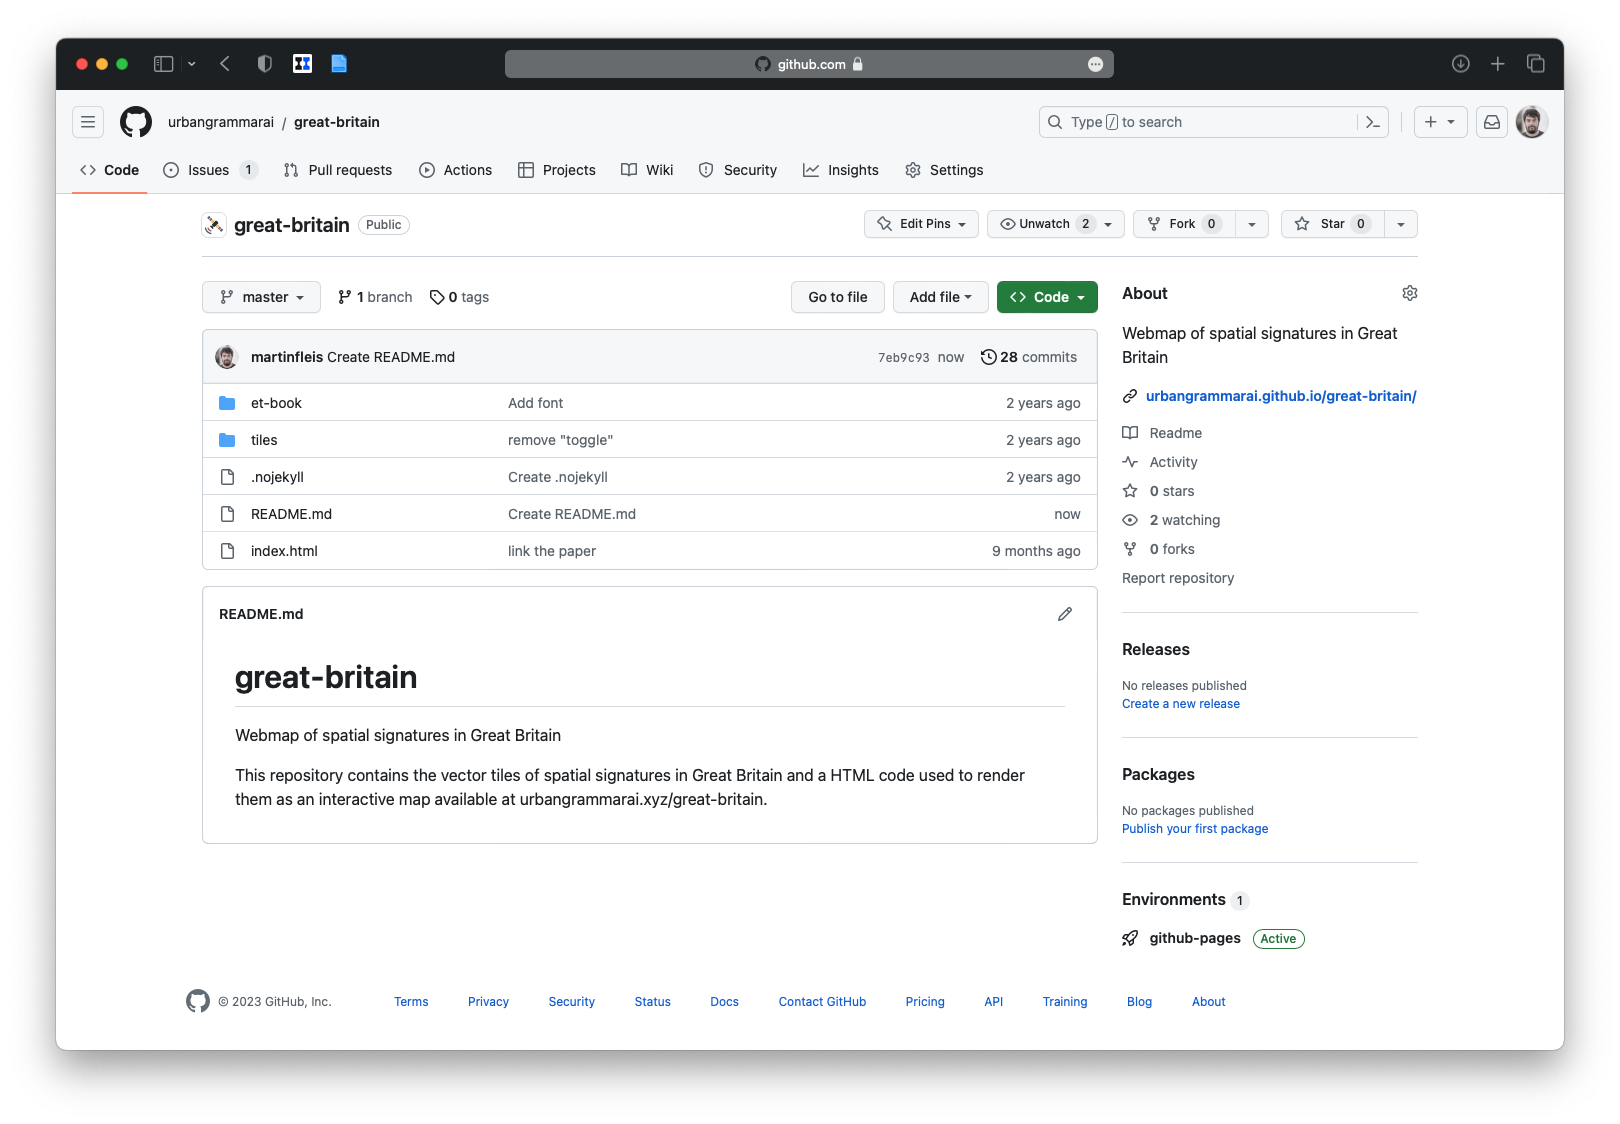 github.com
urbangrammarai / great-britain
Type / to search
Code
Issues 1
Pull requests
Actions
Projects
Wiki
Security
Insights
Settings
great-britain Public
Edit Pins
Unwatch 2
Fork 0
Star 0
master
1 branch
0 tags
Go to file
Add file
Code
martinfleis Create README.md
7eb9c93 now
28 commits
et-book Add font 2 years ago
tiles remove "toggle" 2 years ago
.nojekyll Create .nojekyll 2 years ago
README.md Create README.md now
index.html link the paper 9 months ago
README.md
great-britain
Webmap of spatial signatures in Great Britain
This repository contains the vector tiles of spatial signatures in Great Britain and a HTML code used to render
them as an interactive map available at urbangrammarai.xyz/great-britain.
About
Webmap of spatial signatures in Great
Britain
urbangrammarai.github.io/great-britain/
Readme
Activity
0 stars
2 watching
0 forks
Report repository
Releases
No releases published
Create a new release
Packages
No packages published
Publish your first package
Environments 1
github-pages Active
© 2023 GitHub, Inc.
Terms
Privacy
Security
Status
Docs
Contact GitHub
Pricing
API
Training
Blog
About